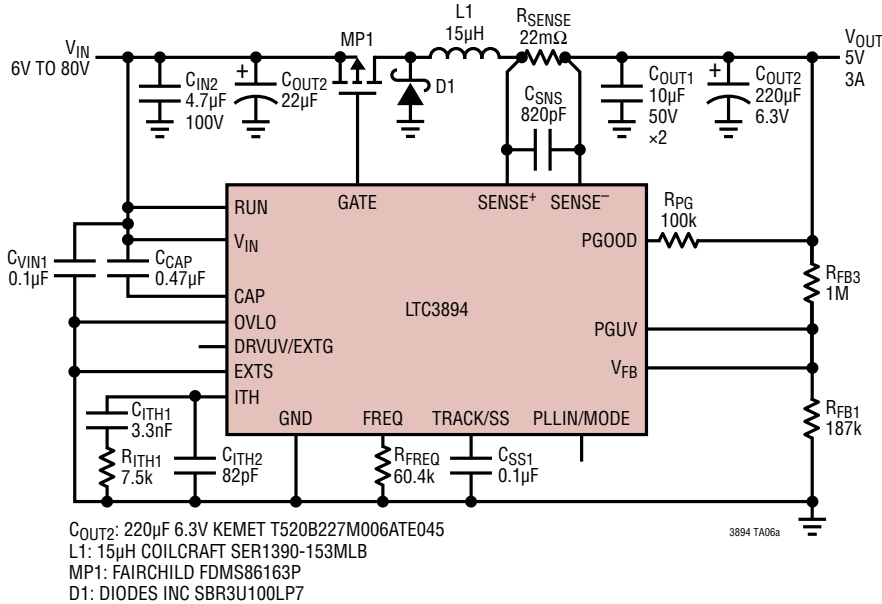 L1
15µH
RSENSE
22mΩ
VIN
6V TO 80V
MP1
VOUT
5V
3A
CIN2
4.7µF
100V
+
COUT2
22µF
D1
CSNS
820pF
COUT1
10µF
50V
×2
+
COUT2
220µF
6.3V
RUN
GATE
SENSE+
SENSE–
RPG
100k
VIN
PGOOD
CVIN1
0.1µF
CCAP
0.47µF
CAP
LTC3894
RFB3
1M
OVLO
PGUV
DRVUV/EXTG
VFB
EXTS
ITH
CITH1
3.3nF
GND
FREQ
TRACK/SS
PLLIN/MODE
RFB1
187k
RITH1
7.5k
CITH2
82pF
RFREQ
60.4k
CSS1
0.1µF
COUT2: 220µF 6.3V KEMET T520B227M006ATE045
3894 TA06a
L1: 15µH COILCRAFT SER1390-153MLB
MP1: FAIRCHILD FDMS86163P
D1: DIODES INC SBR3U100LP7